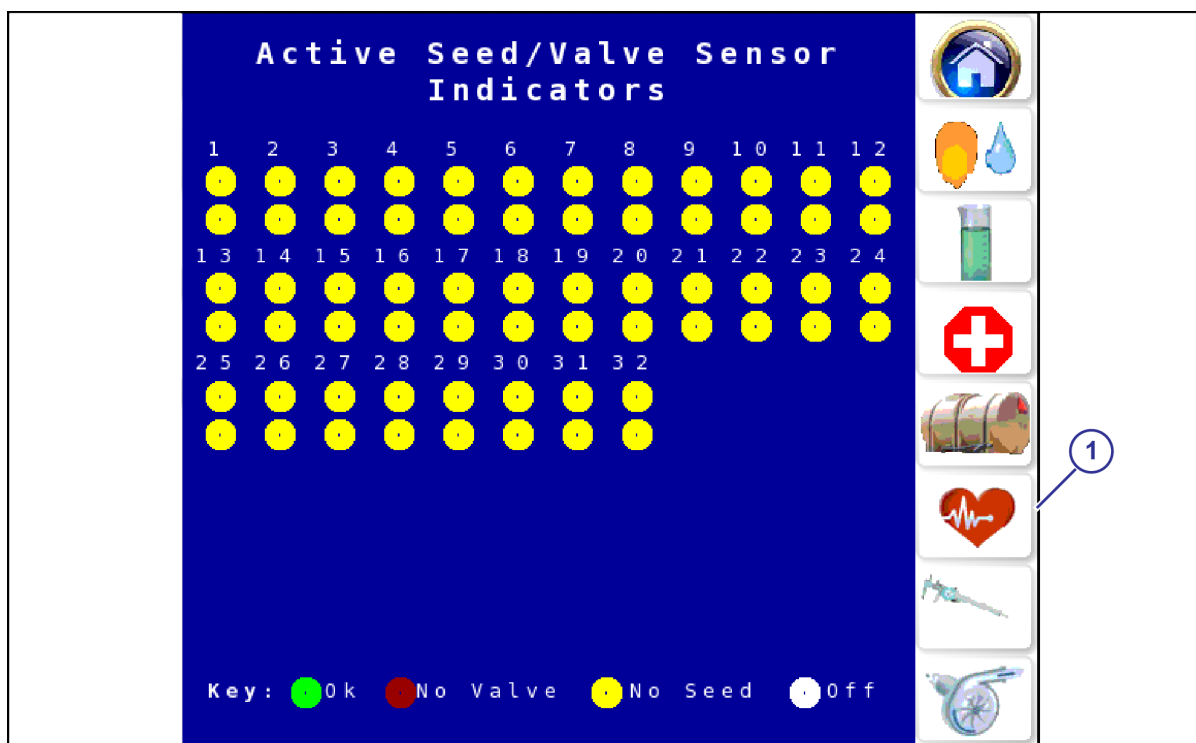 Active Seed/Valve Sensor
Indicators
1 2 3 4 5 6 7 8 9 10 11 12
13 14 15 16 17 18 19 20 21 22 23 24
25 26 27 28 29 30 31 32
1
Key: Ok No Valve No Seed Off